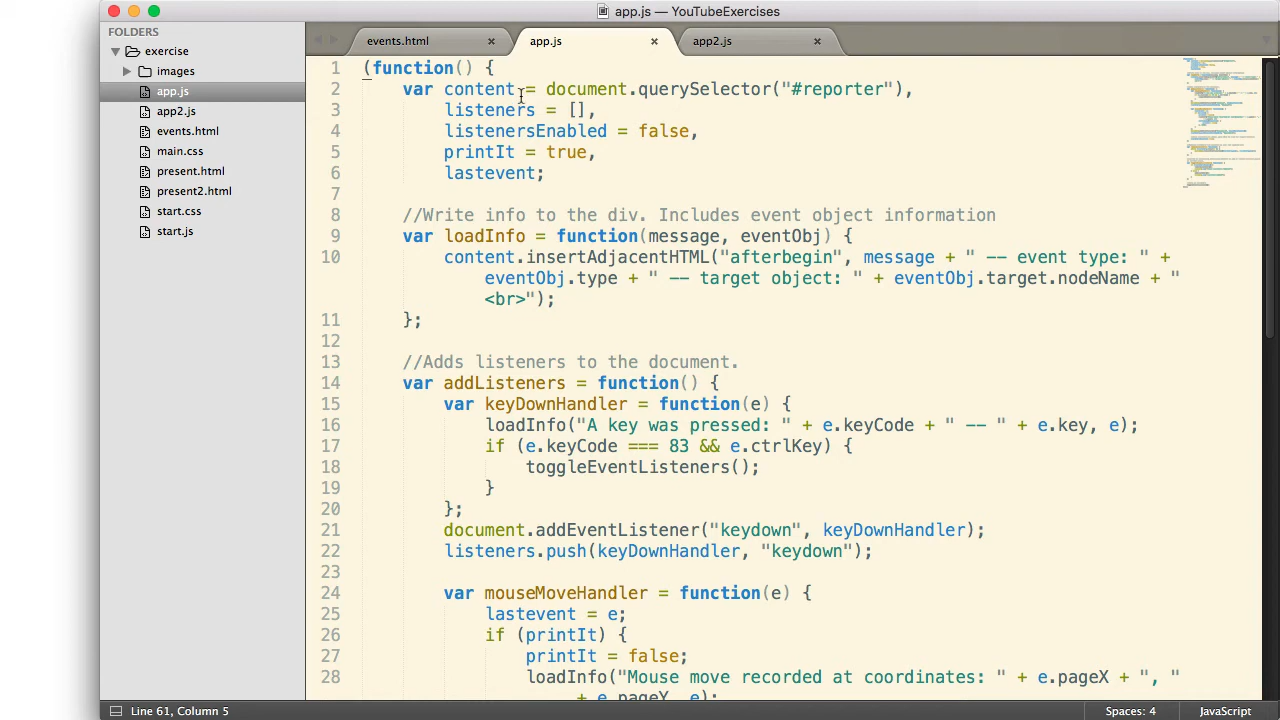 app.js — YouTubeExercises
FOLDERS
exercise
images
app.js
app2.js
events.html
main.css
present.html
present2.html
start.css
start.js
events.html
app.js
app2.js
1 (function() {
2 var content = document.querySelector("#reporter"),
3 listeners = [],
4 listenersEnabled = false,
5 printIt = true,
6 lastevent;
7
8 //Write info to the div. Includes event object information
9 var loadInfo = function(message, eventObj) {
10 content.insertAdjacentHTML("afterbegin", message + " -- event type: " +
eventObj.type + " -- target object: " + eventObj.target.nodeName + "
<br>");
11 };
12
13 //Adds listeners to the document.
14 var addListeners = function() {
15 var keyDownHandler = function(e) {
16 loadInfo("A key was pressed: " + e.keyCode + " -- " + e.key, e);
17 if (e.keyCode === 83 && e.ctrlKey) {
18 toggleEventListeners();
19 }
20 };
21 document.addEventListener("keydown", keyDownHandler);
22 listeners.push(keyDownHandler, "keydown");
23
24 var mouseMoveHandler = function(e) {
25 lastevent = e;
26 if (printIt) {
27 printIt = false;
28 loadInfo("Mouse move recorded at coordinates: " + e.pageX + ", "
+ e.pageY, e);
Line 61, Column 5
Spaces: 4
JavaScript